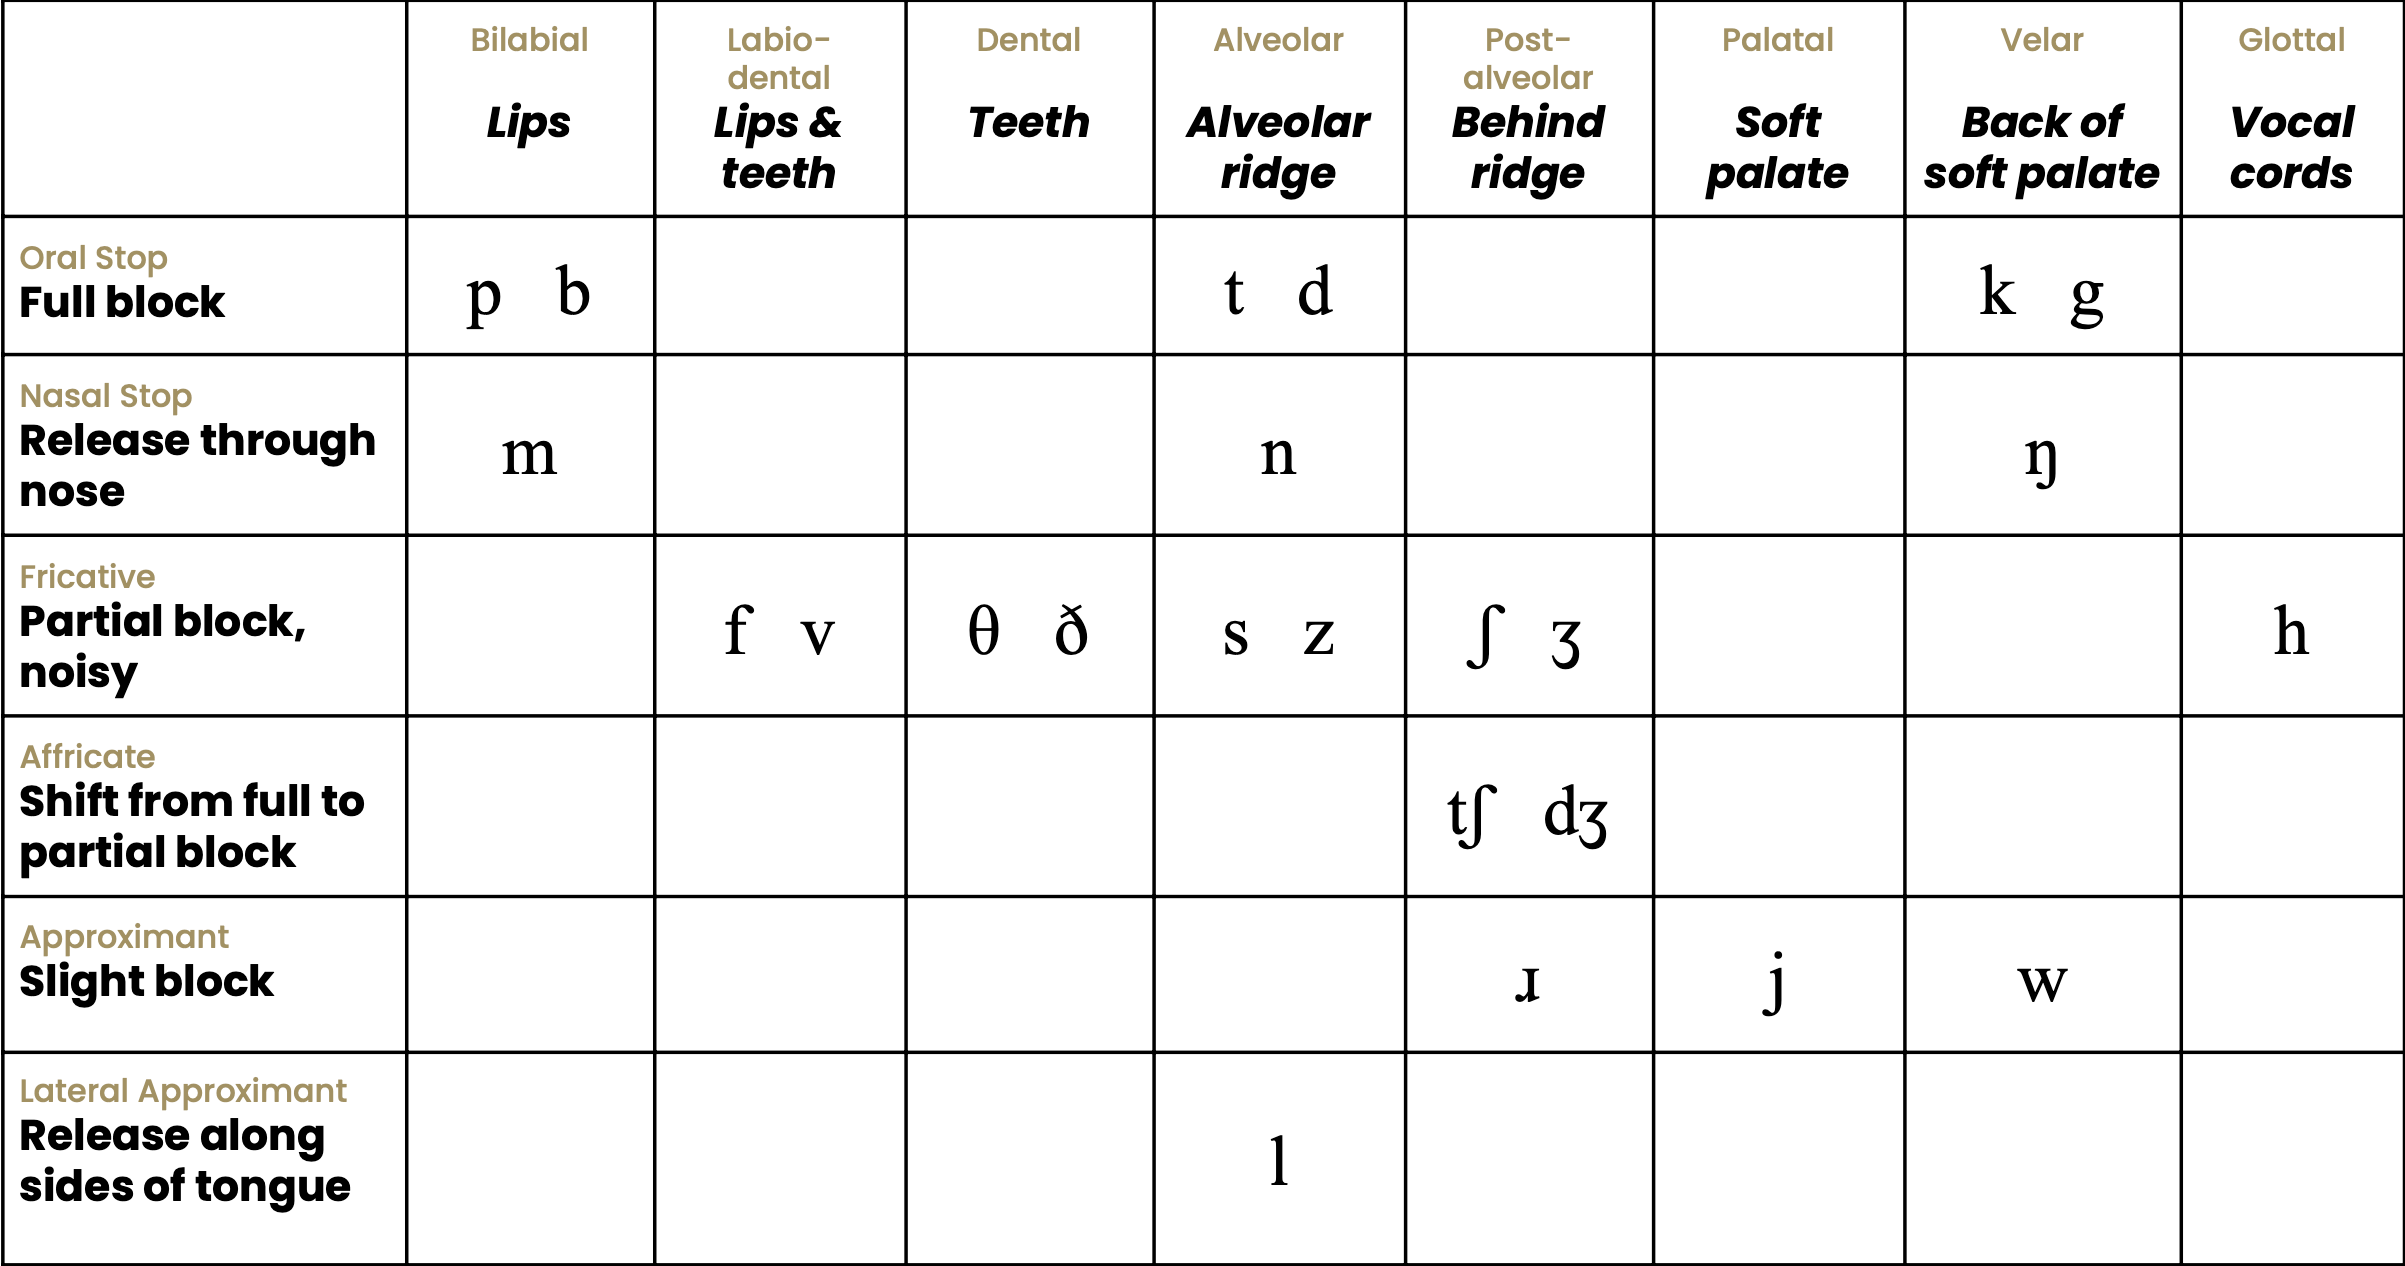 Bilabial
Lips
Labio-
dental
Lips &
teeth
Dental
Teeth
Alveolar
Alveolar
ridge
Post-
alveolar
Behind
ridge
Palatal
Soft
palate
Velar
Back of
soft palate
Glottal
Vocal
cords
Oral Stop
Full block
p b
t d
k g
Nasal Stop
Release through
nose
m
n
ŋ
Fricative
Partial block,
noisy
f v
θ ð
s z
ʃ ʒ
h
Affricate
Shift from full to
partial block
tʃ dʒ
Approximant
Slight block
ɹ
j
w
Lateral Approximant
Release along
sides of tongue
l